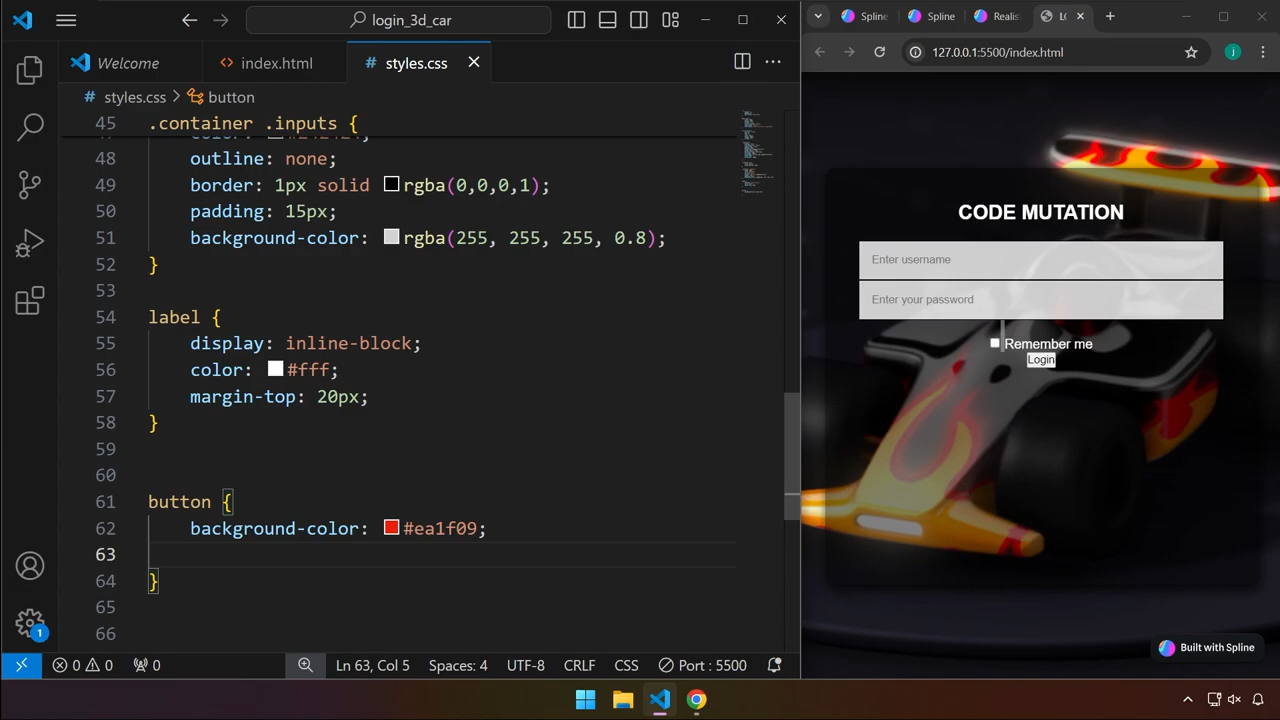 login_3d_car
Welcome
index.html
styles.css
styles.css
button
45 .container .inputs {
48 outline: none;
49 border: 1px solid rgba(0,0,0,1);
50 padding: 15px;
51 background-color: rgba(255, 255, 255, 0.8);
52 }
53
54 label {
55 display: inline-block;
56 color: #fff;
57 margin-top: 20px;
58 }
59
60
61 button {
62 background-color: #ea1f09;
63
64 }
65
66
1
0 0 0
Ln 63, Col 5
Spaces: 4
UTF-8
CRLF
CSS
Port : 5500
Spline
Spline
Realis
127.0.0.1:5500/index.html
j
CODE MUTATION
Enter username
Enter your password
Remember me
Login
Built with Spline